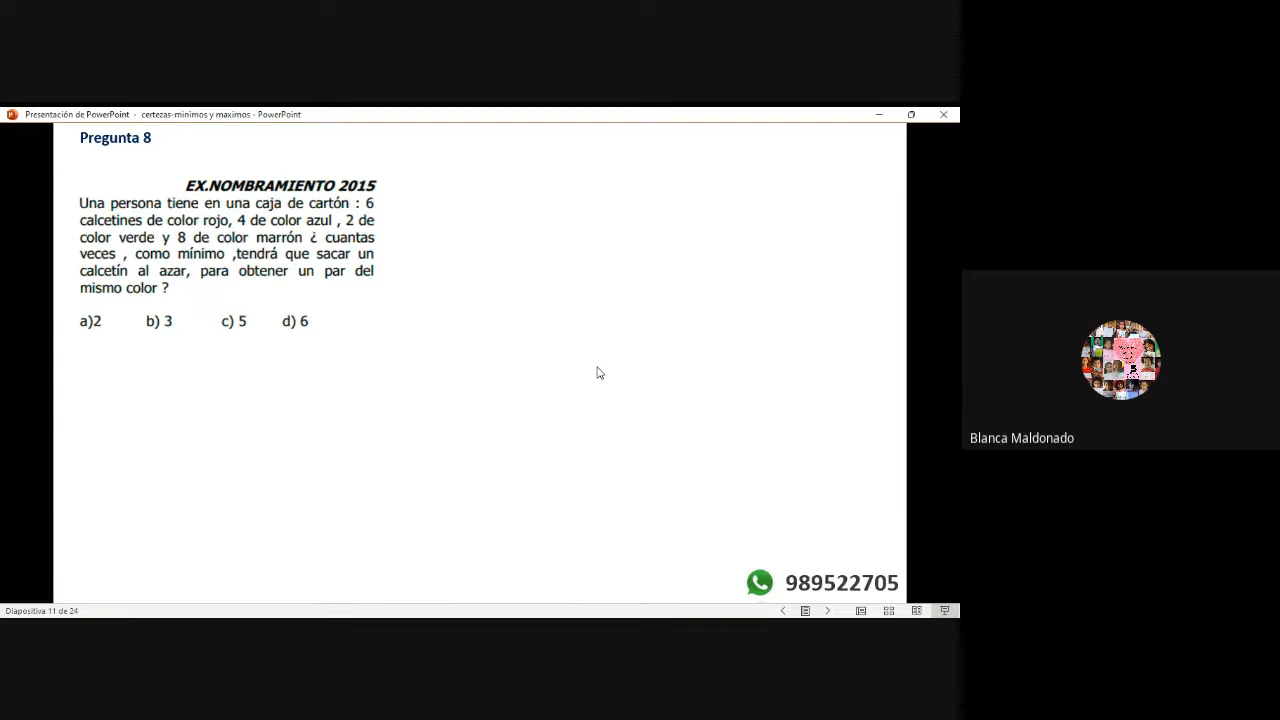 Presentación de PowerPoint - certezas-minimos y maximos - PowerPoint
Pregunta 8
EX.NOMBRAMIENTO 2015
Una persona tiene en una caja de cartón : 6
calcetines de color rojo, 4 de color azul , 2 de
color verde y 8 de color marrón ¿ cuantas
veces , como mínimo ,tendrá que sacar un
calcetín al azar, para obtener un par del
mismo color ?
a)2 b) 3 c) 5 d) 6
Blanca Maldonado
989522705
Diapositiva 11 de 24